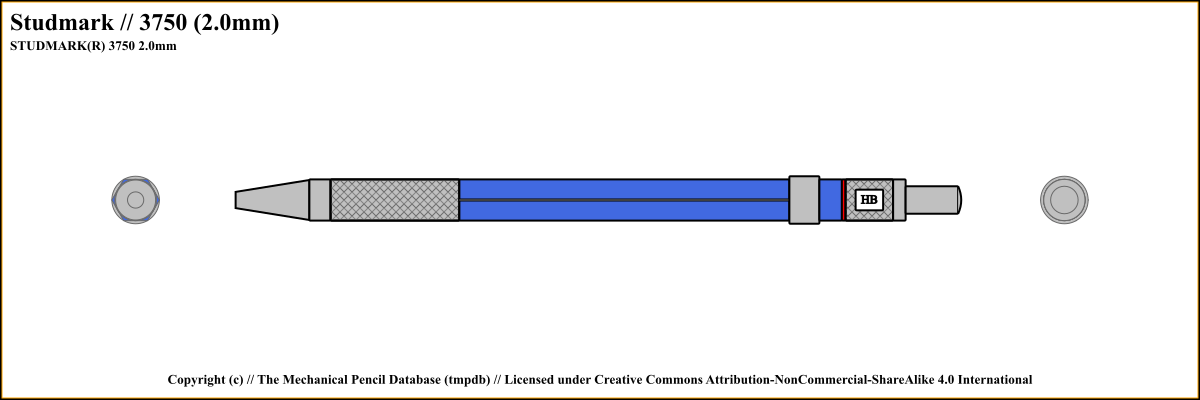 Studmark // 3750 (2.0mm)
STUDMARK(R) 3750 2.0mm
HB
Copyright (c) // The Mechanical Pencil Database (tmpdb) // Licensed under Creative Commons Attribution-NonCommercial-ShareAlike 4.0 International